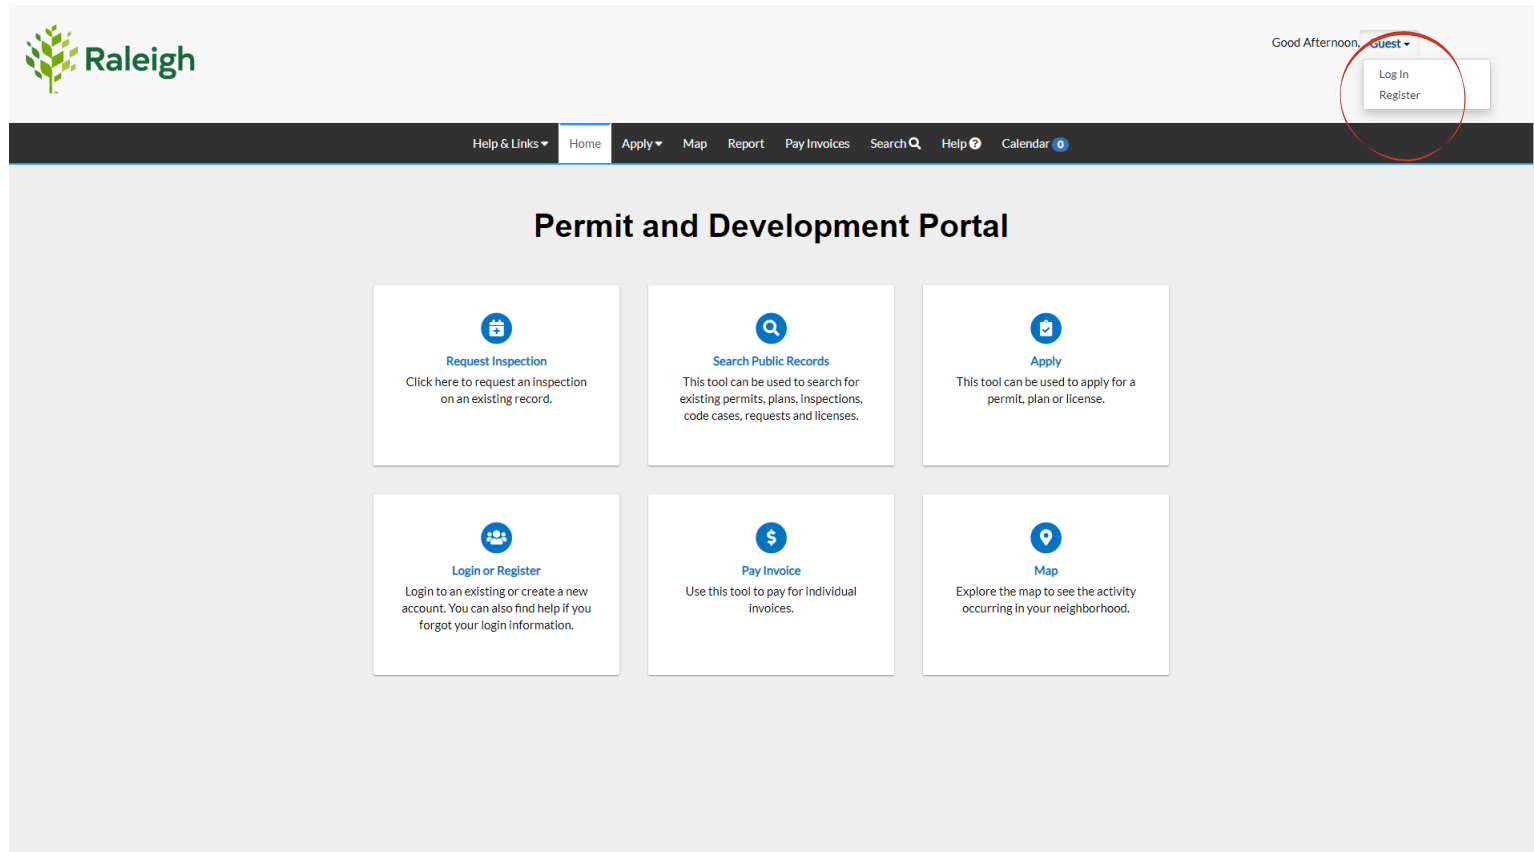 Raleigh
Good Afternoon, Guest
Log In
Register
Help & Links Home Apply Map Report Pay Invoices Search Help Calendar 0
Permit and Development Portal
Request Inspection
Click here to request an inspection
on an existing record.
Search Public Records
This tool can be used to search for
existing permits, plans, inspections,
code cases, requests and licenses.
Apply
This tool can be used to apply for a
permit, plan or license.
Login or Register
Login to an existing or create a new
account. You can also find help if you
forgot your login information.
Pay Invoice
Use this tool to pay for individual
invoices.
Map
Explore the map to see the activity
occurring in your neighborhood.